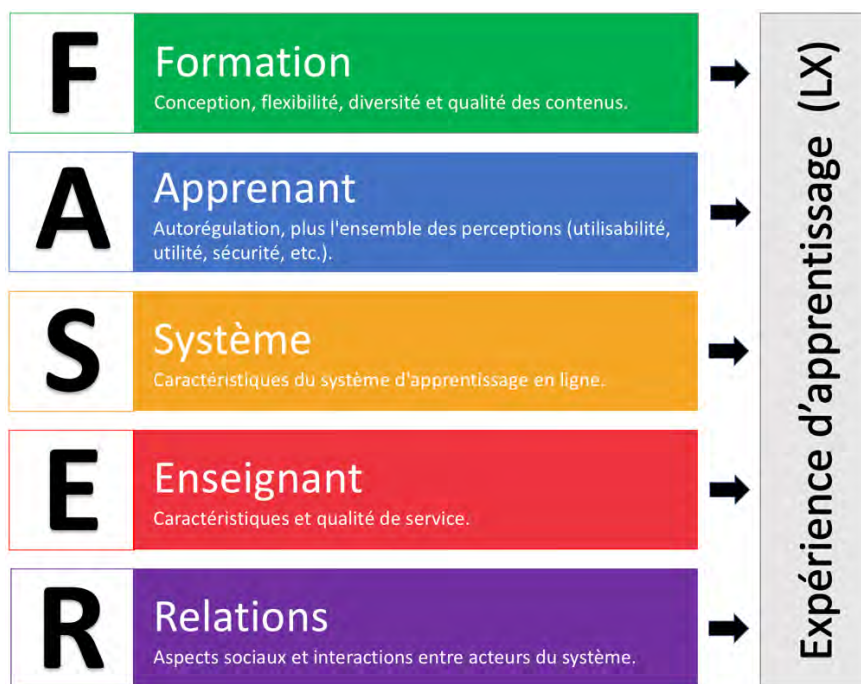 F
Formation
Conception, flexibilité, diversité et qualité des contenus.
A
Apprenant
Autorégulation, plus l'ensemble des perceptions (utilisabilité,
utilité, sécurité, etc.).
S
Système
Caractéristiques du système d'apprentissage en ligne.
E
Enseignant
Caractéristiques et qualité de service.
R
Relations
Aspects sociaux et interactions entre acteurs du système.
Expérience d’apprentissage (LX)